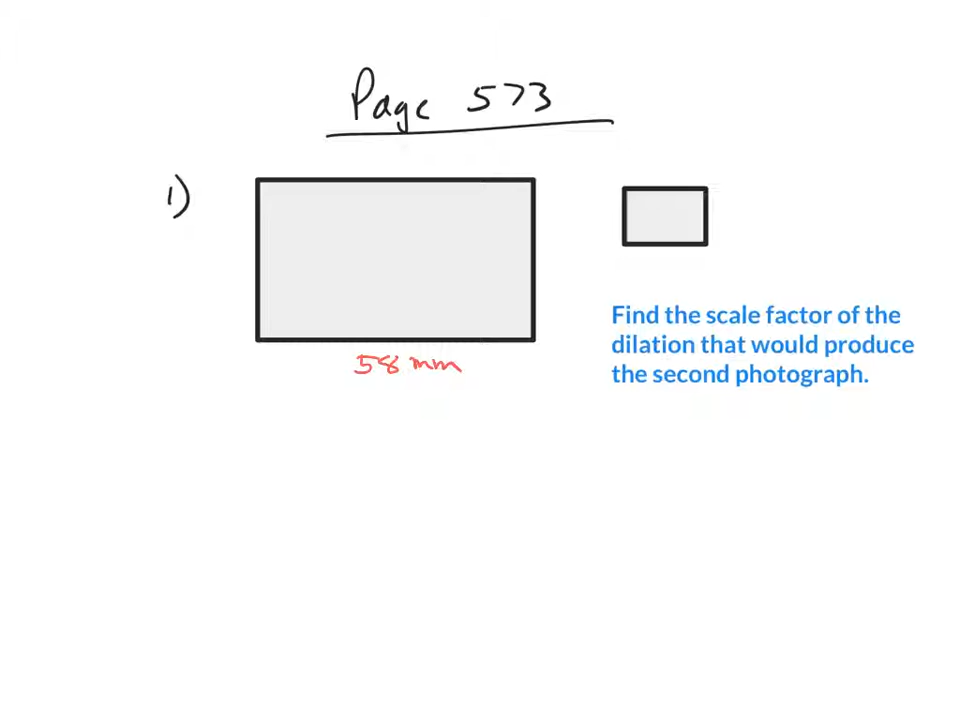 Page 573
1)
58 mm
Find the scale factor of the
dilation that would produce
the second photograph.